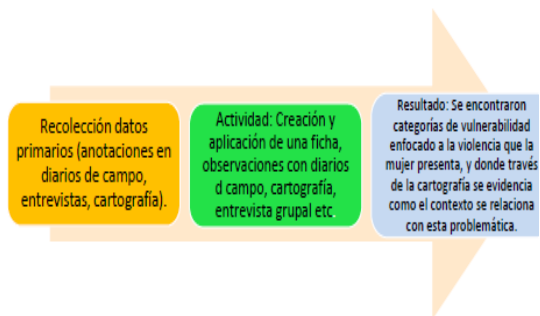 Recolección datos
primarios (anotaciones en
diarios de campo,
entrevistas, cartografía).
Actividad: Creación y
aplicación de una ficha,
observaciones con diarios
d campo, cartografía,
entrevista grupal etc.
Resultado: Se encontraron
categorías de vulnerabilidad
enfocado a la violencia que la
mujer presenta, y donde través
de la cartografía se evidencia
como el contexto se relaciona
con esta problemática.